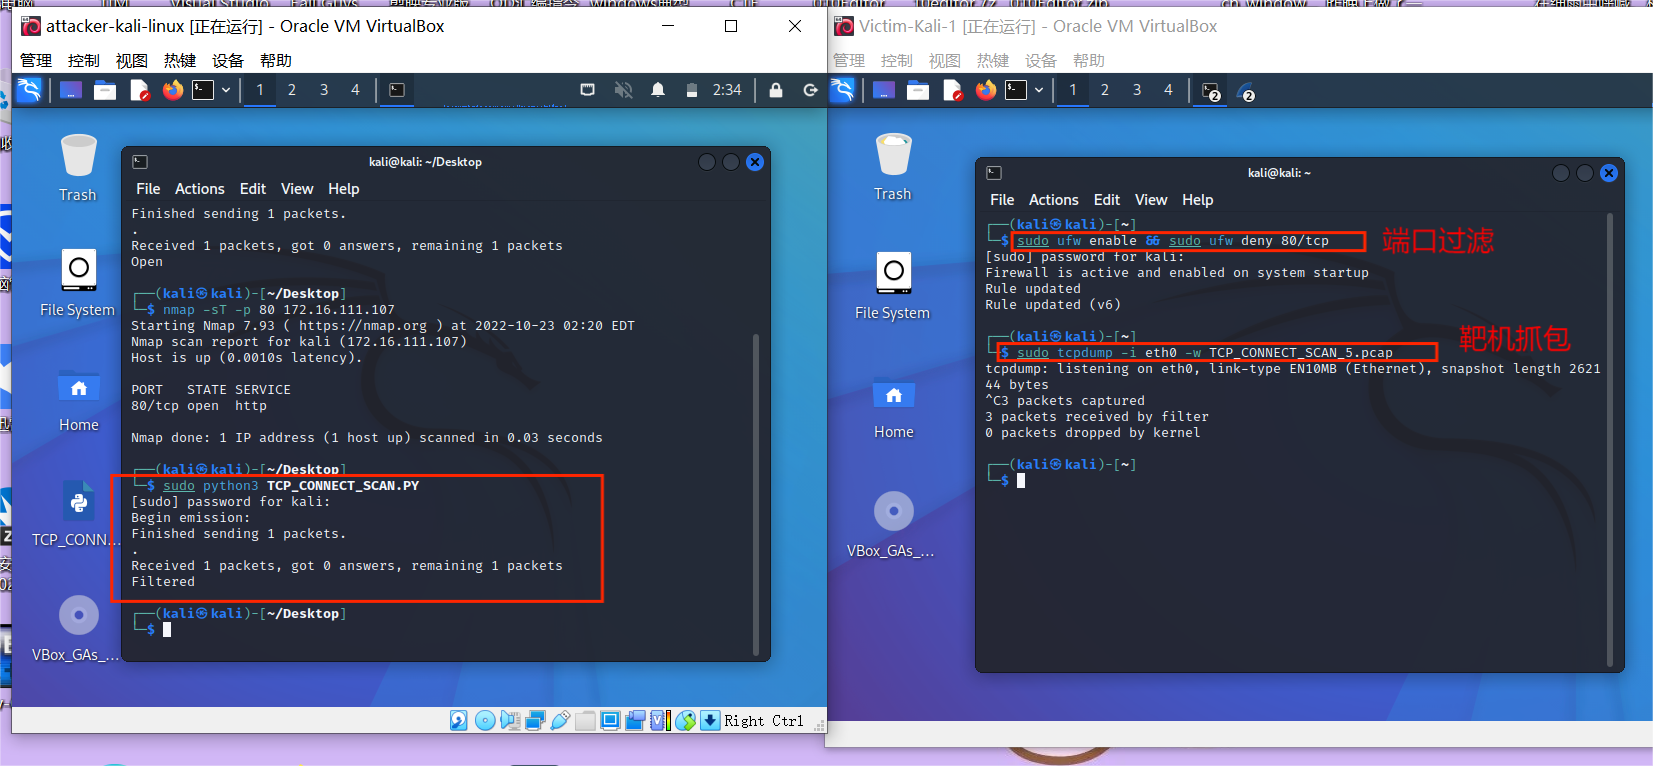 attacker-kali-linux [正在运行] - Oracle VM VirtualBox
管理 控制 视图 热键 设备 帮助
1 2 3 4
2:34
Trash
File System
Home
TCP_CONN...
VBox_GAs_...
kali@kali: ~/Desktop
File Actions Edit View Help
Finished sending 1 packets.
.
Received 1 packets, got 0 answers, remaining 1 packets
Open
┌──(kali㉿kali)-[~/Desktop]
└─$ nmap -sT -p 80 172.16.111.107
Starting Nmap 7.93 ( https://nmap.org ) at 2022-10-23 02:20 EDT
Nmap scan report for kali (172.16.111.107)
Host is up (0.0010s latency).
PORT   STATE SERVICE
80/tcp open  http
Nmap done: 1 IP address (1 host up) scanned in 0.03 seconds
┌──(kali㉿kali)-[~/Desktop]
└─$ sudo python3 TCP_CONNECT_SCAN.PY
[sudo] password for kali:
Begin emission:
Finished sending 1 packets.
.
Received 1 packets, got 0 answers, remaining 1 packets
Filtered
┌──(kali㉿kali)-[~/Desktop]
└─$
Right Ctrl
Victim-Kali-1 [正在运行] - Oracle VM VirtualBox
管理 控制 视图 热键 设备 帮助
1 2 3 4
2
2
Trash
File System
Home
VBox_GAs_...
kali@kali: ~
File Actions Edit View Help
┌──(kali㉿kali)-[~]
└─$ sudo ufw enable && sudo ufw deny 80/tcp
端口过滤
[sudo] password for kali:
Firewall is active and enabled on system startup
Rule updated
Rule updated (v6)
┌──(kali㉿kali)-[~]
└─$ sudo tcpdump -i eth0 -w TCP_CONNECT_SCAN_5.pcap
靶机抓包
tcpdump: listening on eth0, link-type EN10MB (Ethernet), snapshot length 2621
44 bytes
^C3 packets captured
3 packets received by filter
0 packets dropped by kernel
┌──(kali㉿kali)-[~]
└─$